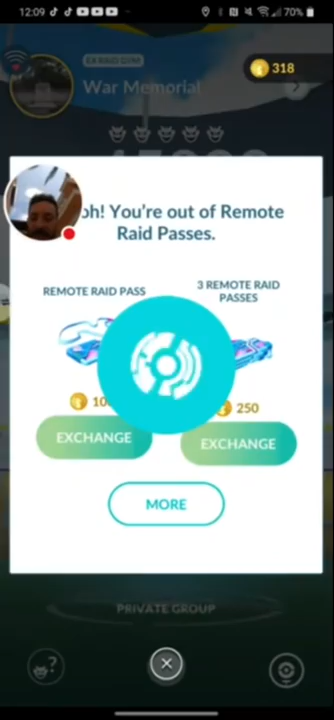 12:09
70%
EX RAID GYM
War Memorial
318
oh! You're out of Remote
Raid Passes.
REMOTE RAID PASS
3 REMOTE RAID
PASSES
10
250
EXCHANGE
EXCHANGE
MORE
PRIVATE GROUP
?